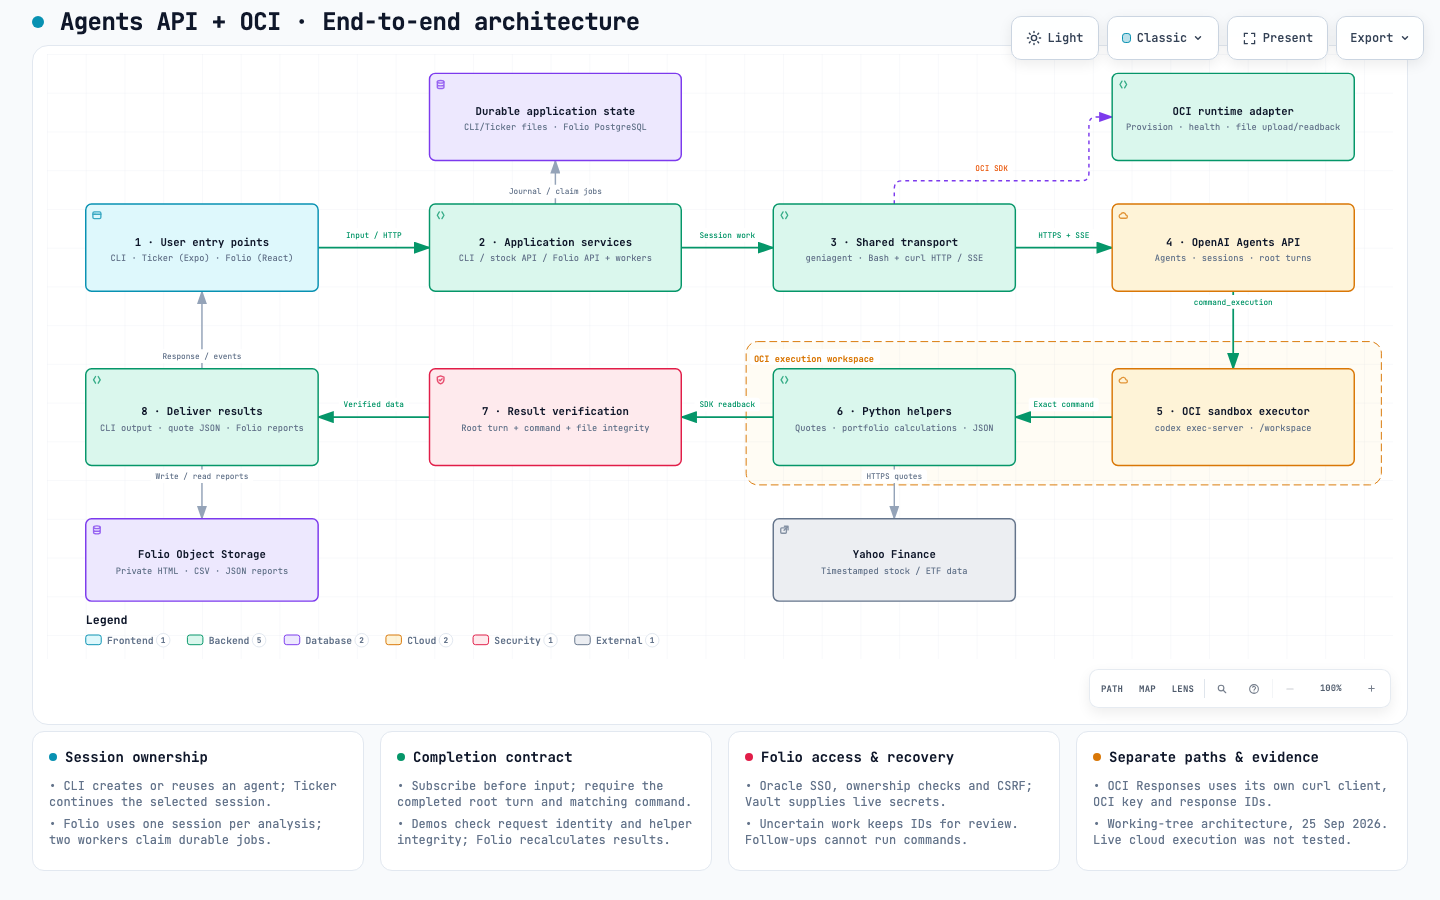 Agents API + OCI · End-to-end architecture
Light
Classic
Present
Export
Durable application state
CLI/Ticker files · Folio PostgreSQL
OCI runtime adapter
Provision · health · file upload/readback
OCI SDK
Journal / claim jobs
1 · User entry points
CLI · Ticker (Expo) · Folio (React)
Input / HTTP
2 · Application services
CLI / stock API / Folio API + workers
Session work
3 · Shared transport
geniagent · Bash + curl HTTP / SSE
HTTPS + SSE
4 · OpenAI Agents API
Agents · sessions · root turns
command_execution
Response / events
OCI execution workspace
8 · Deliver results
CLI output · quote JSON · Folio reports
Verified data
7 · Result verification
Root turn + command + file integrity
SDK readback
6 · Python helpers
Quotes · portfolio calculations · JSON
Exact command
5 · OCI sandbox executor
codex exec-server · /workspace
Write / read reports
HTTPS quotes
Folio Object Storage
Private HTML · CSV · JSON reports
Yahoo Finance
Timestamped stock / ETF data
Legend
Frontend 1
Backend 5
Database 2
Cloud 2
Security 1
External 1
PATH
MAP
LENS
?
−
100%
+
Session ownership
• CLI creates or reuses an agent; Ticker
continues the selected session.
• Folio uses one session per analysis;
two workers claim durable jobs.
Completion contract
• Subscribe before input; require the
completed root turn and matching command.
• Demos check request identity and helper
integrity; Folio recalculates results.
Folio access & recovery
• Oracle SSO, ownership checks and CSRF;
Vault supplies live secrets.
• Uncertain work keeps IDs for review.
Follow-ups cannot run commands.
Separate paths & evidence
• OCI Responses uses its own curl client,
OCI key and response IDs.
• Working-tree architecture, 25 Sep 2026.
Live cloud execution was not tested.